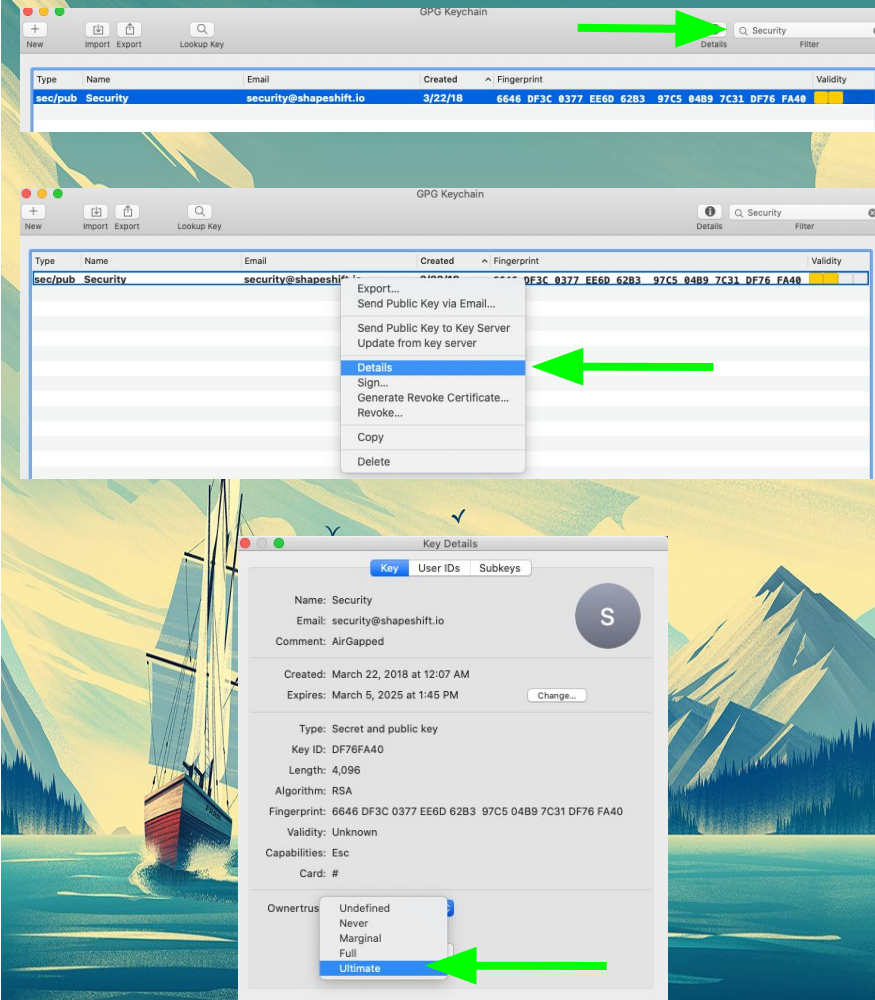 GPG Keychain
Security
New Import Export Lookup Key Details Filter
Type Name Email Created Fingerprint Validity
sec/pub Security security@shapeshift.io 3/22/18 6646 DF3C 0377 EE6D 62B3 97C5 04B9 7C31 DF76 FA40
GPG Keychain
Security
New Import Export Lookup Key Details Filter
Type Name Email Created Fingerprint Validity
sec/pub Security security@shapeshift.io 3/22/18 6646 DF3C 0377 EE6D 62B3 97C5 04B9 7C31 DF76 FA40
Export...
Send Public Key via Email...
Send Public Key to Key Server
Update from key server
Details
Sign...
Generate Revoke Certificate...
Revoke...
Copy
Delete
Key Details
Key User IDs Subkeys
Name: Security
S
Email: security@shapeshift.io
Comment: AirGapped
Created: March 22, 2018 at 12:07 AM
Expires: March 5, 2025 at 1:45 PM Change...
Type: Secret and public key
Key ID: DF76FA40
Length: 4,096
Algorithm: RSA
Fingerprint: 6646 DF3C 0377 EE6D 62B3 97C5 04B9 7C31 DF76 FA40
Validity: Unknown
Capabilities: Esc
Card: #
Ownertrus
Undefined
Never
Marginal
Full
Ultimate